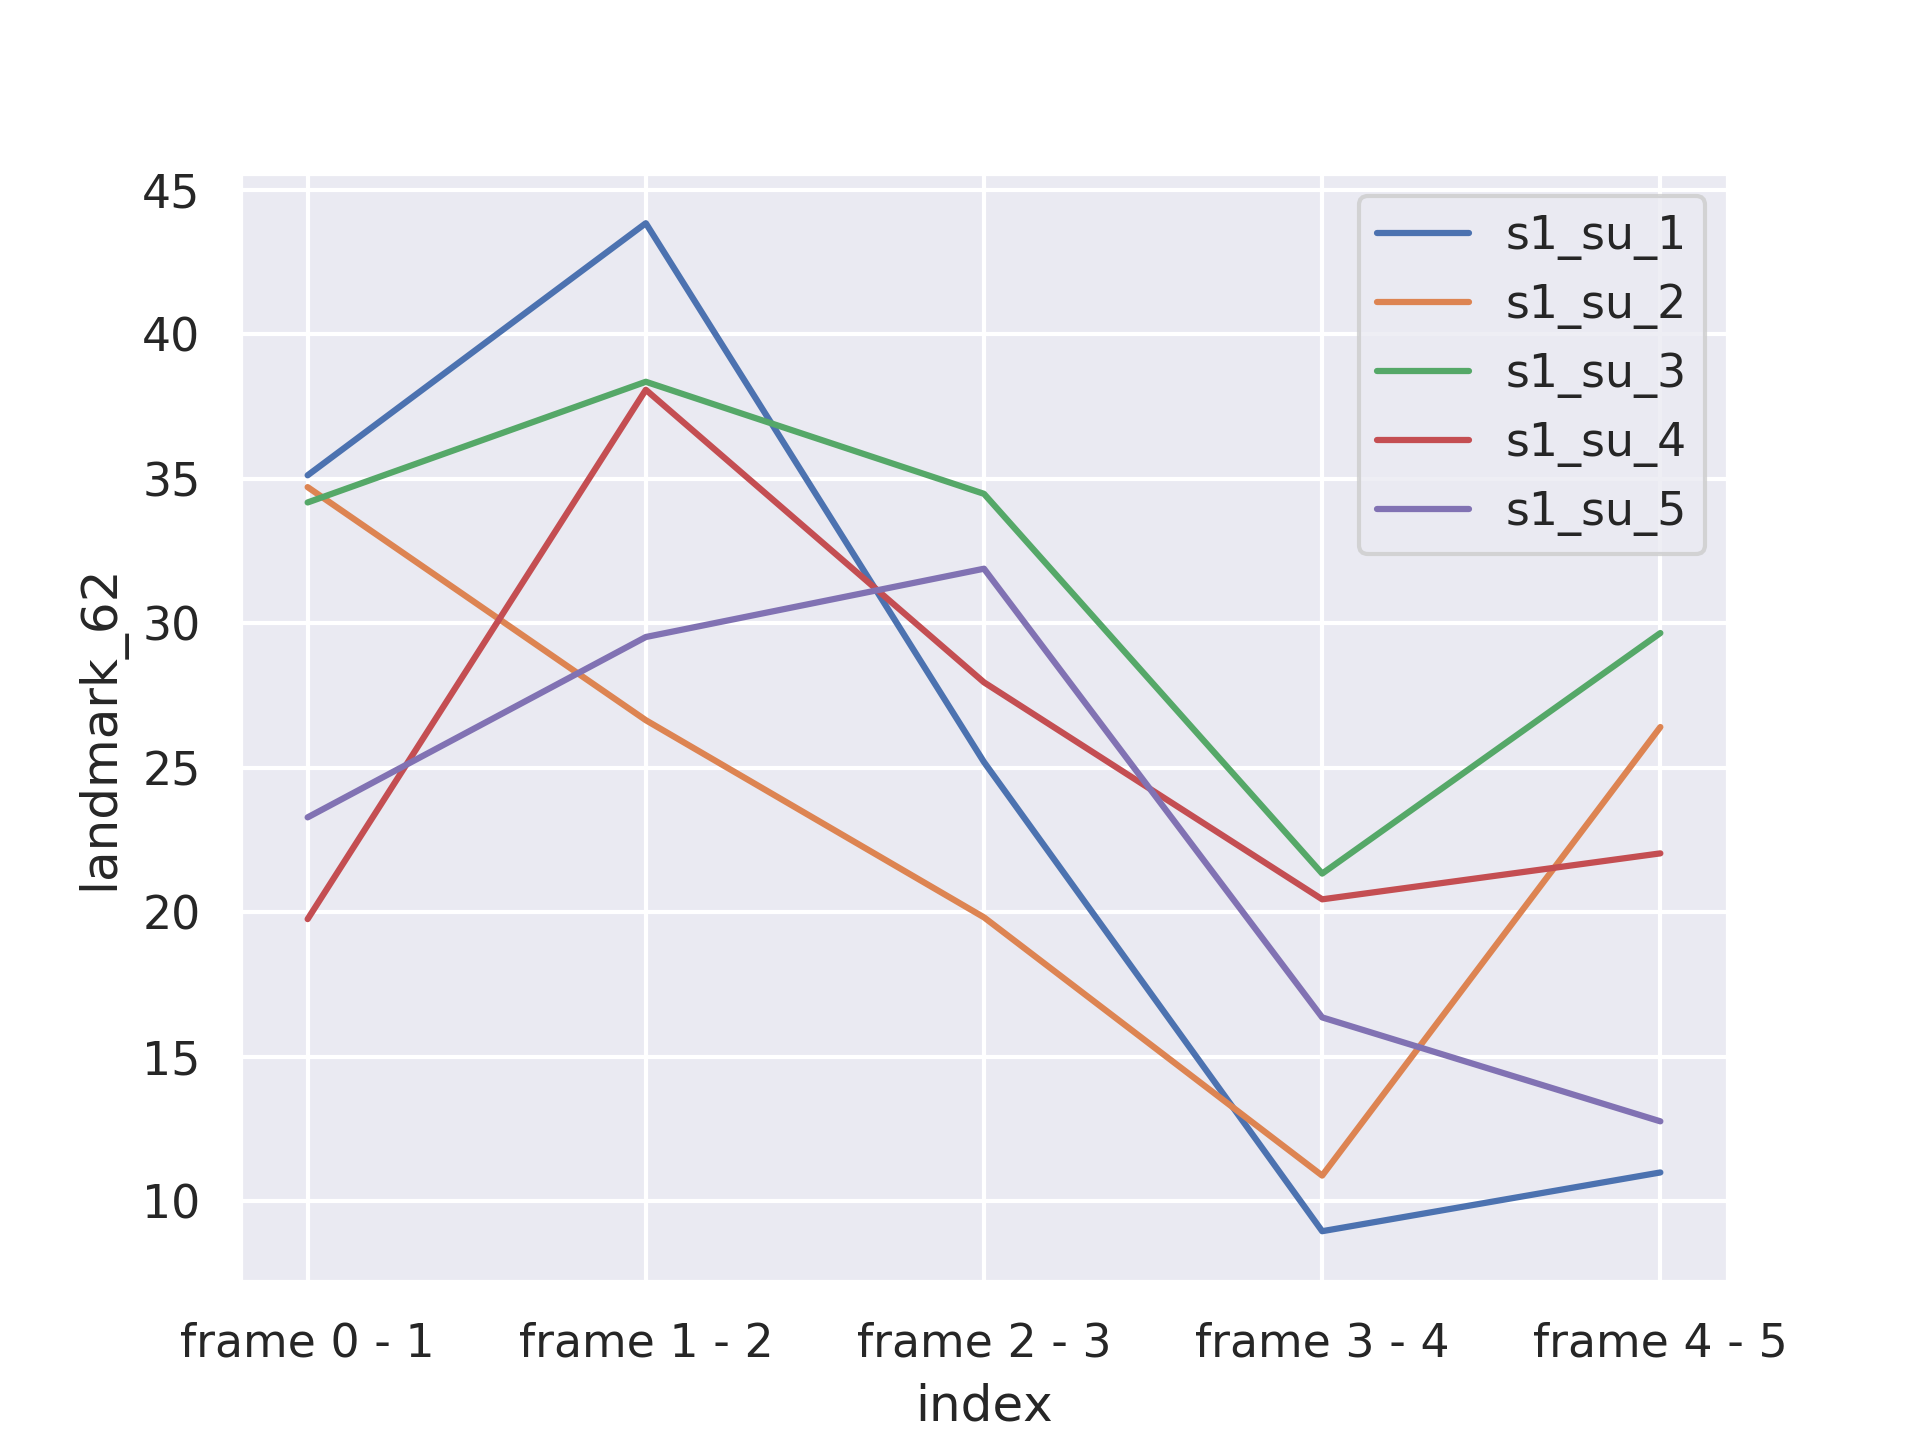 45
40
35
30
25
20
15
10
landmark_62
s1_su_1
s1_su_2
s1_su_3
s1_su_4
s1_su_5
frame 0 - 1 frame 1 - 2 frame 2 - 3 frame 3 - 4 frame 4 - 5
index